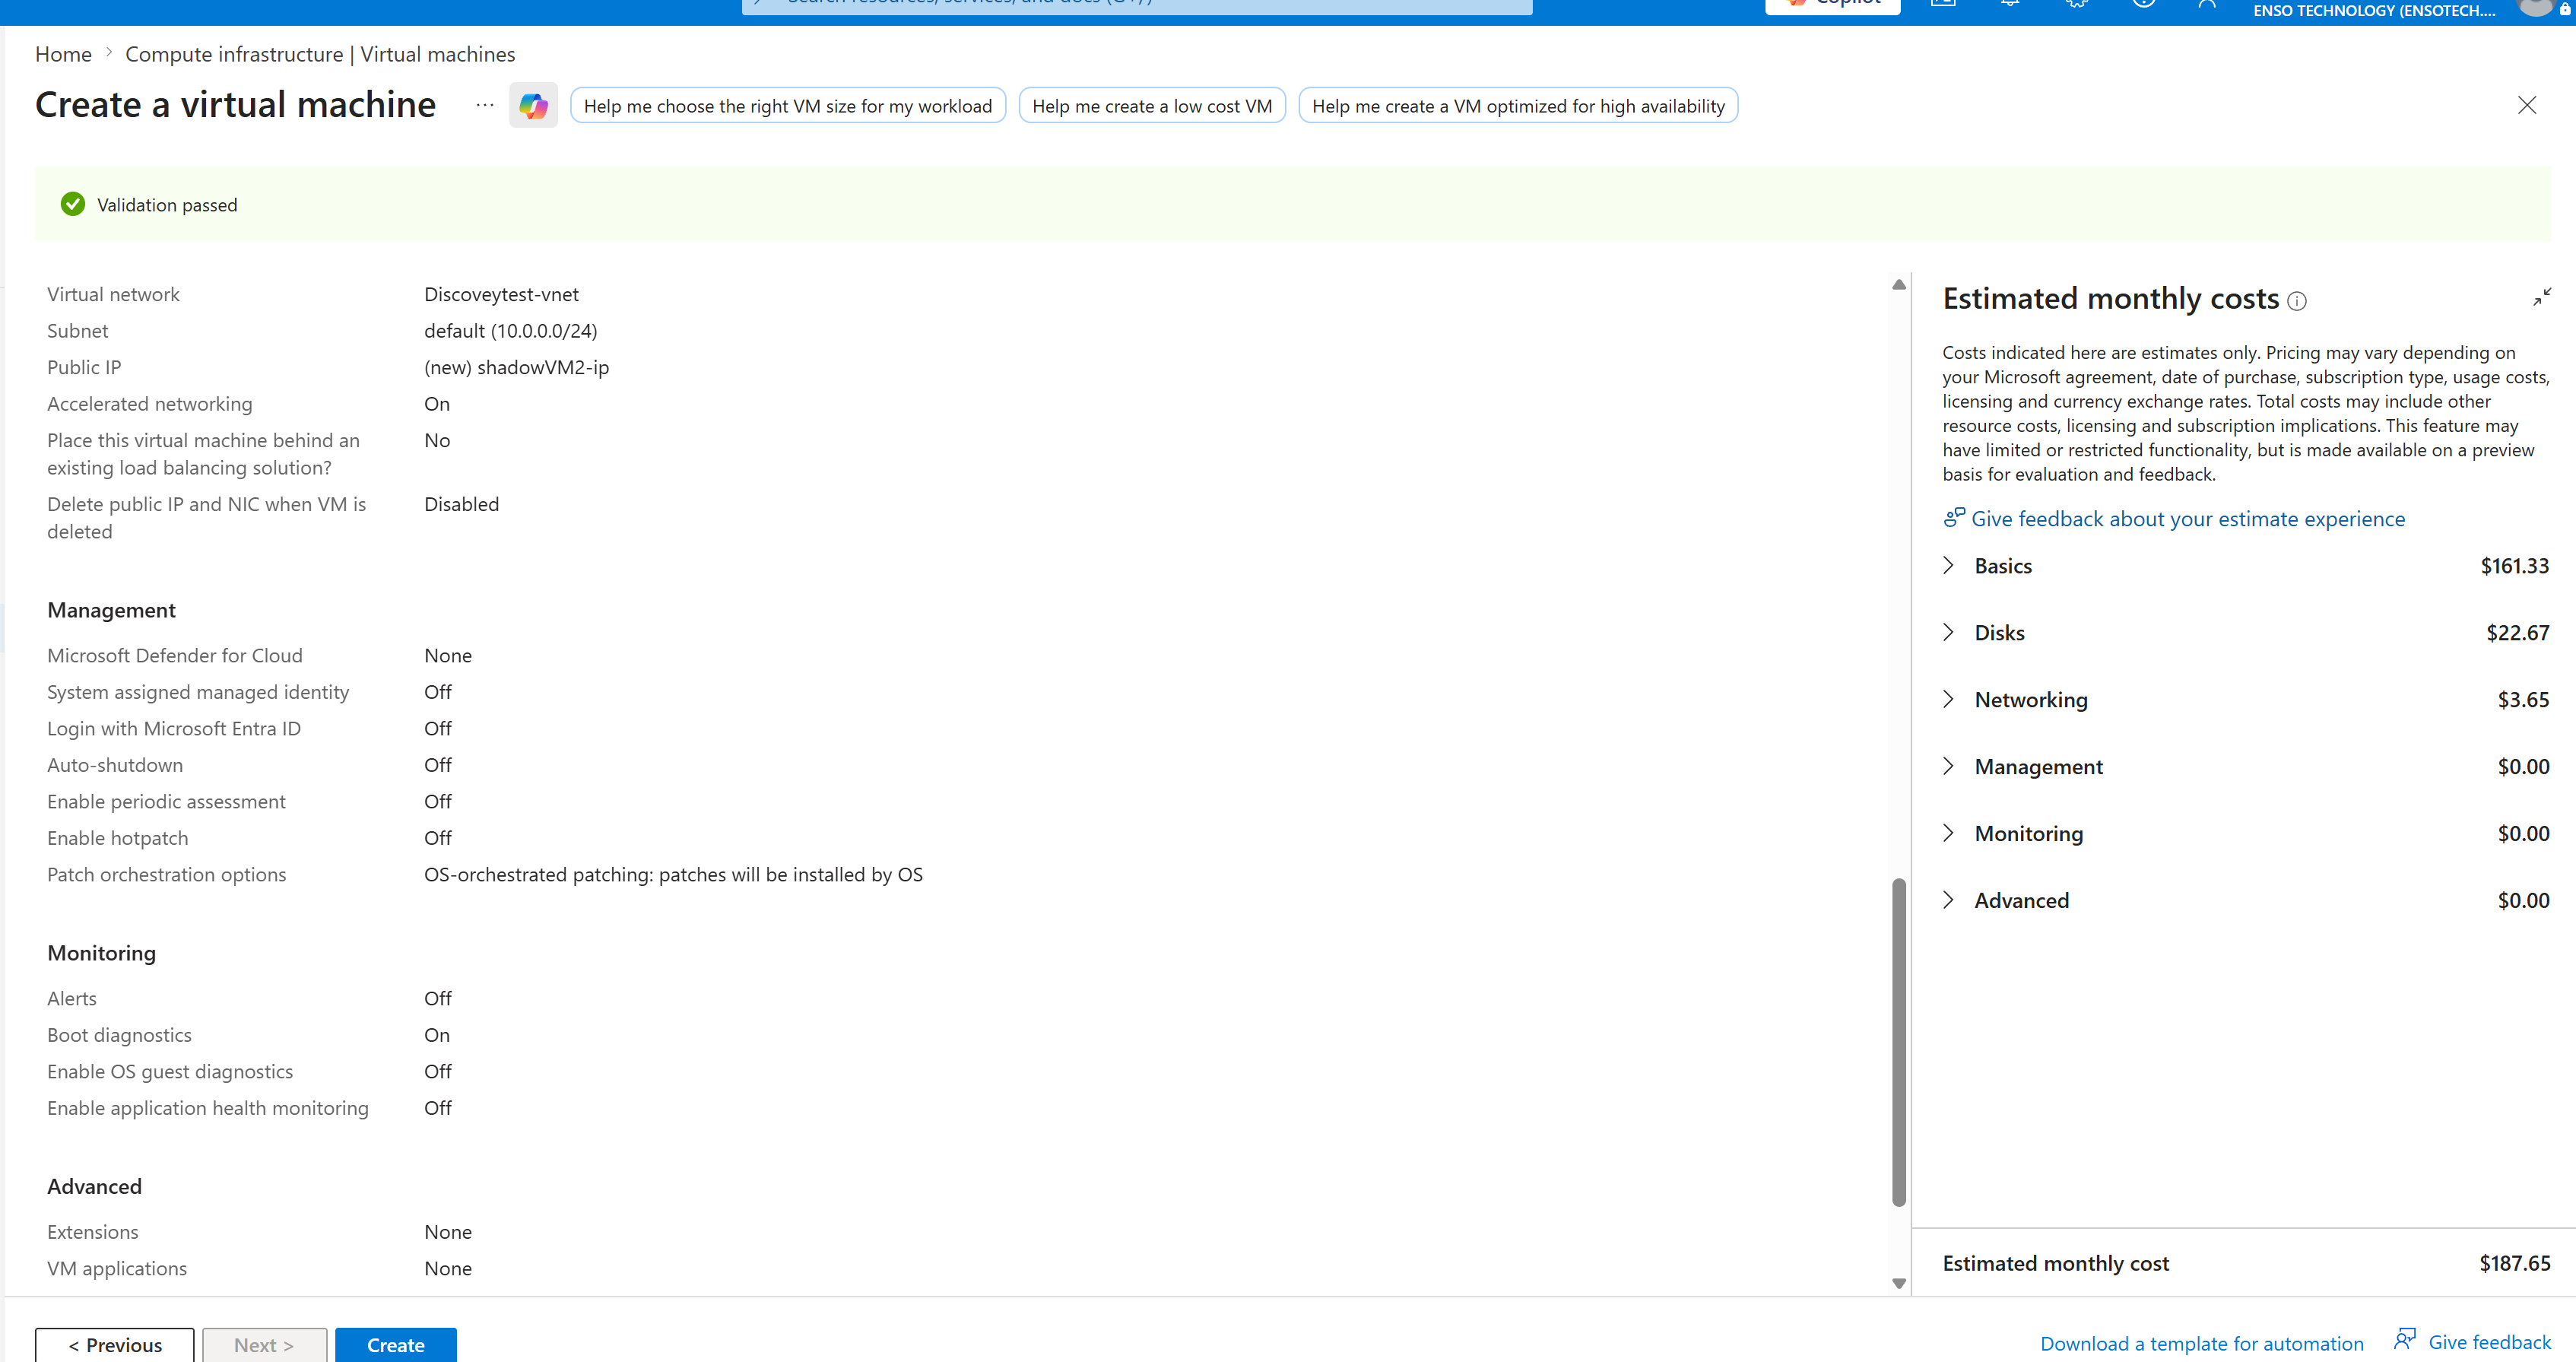 Search resources, services, and docs (G+/)
Copilot
ENSO TECHNOLOGY (ENSOTECH....
Home > Compute infrastructure | Virtual machines
Create a virtual machine ...
Help me choose the right VM size for my workload
Help me create a low cost VM
Help me create a VM optimized for high availability
Validation passed
Virtual network Discoveytest-vnet
Subnet default (10.0.0.0/24)
Public IP (new) shadowVM2-ip
Accelerated networking On
Place this virtual machine behind an No
existing load balancing solution?
Delete public IP and NIC when VM is Disabled
deleted
Management
Microsoft Defender for Cloud None
System assigned managed identity Off
Login with Microsoft Entra ID Off
Auto-shutdown Off
Enable periodic assessment Off
Enable hotpatch Off
Patch orchestration options OS-orchestrated patching: patches will be installed by OS
Monitoring
Alerts Off
Boot diagnostics On
Enable OS guest diagnostics Off
Enable application health monitoring Off
Advanced
Extensions None
VM applications None
Estimated monthly costs
Costs indicated here are estimates only. Pricing may vary depending on
your Microsoft agreement, date of purchase, subscription type, usage costs,
licensing and currency exchange rates. Total costs may include other
resource costs, licensing and subscription implications. This feature may
have limited or restricted functionality, but is made available on a preview
basis for evaluation and feedback.
Give feedback about your estimate experience
Basics $161.33
Disks $22.67
Networking $3.65
Management $0.00
Monitoring $0.00
Advanced $0.00
Estimated monthly cost $187.65
< Previous
Next >
Create
Download a template for automation
Give feedback